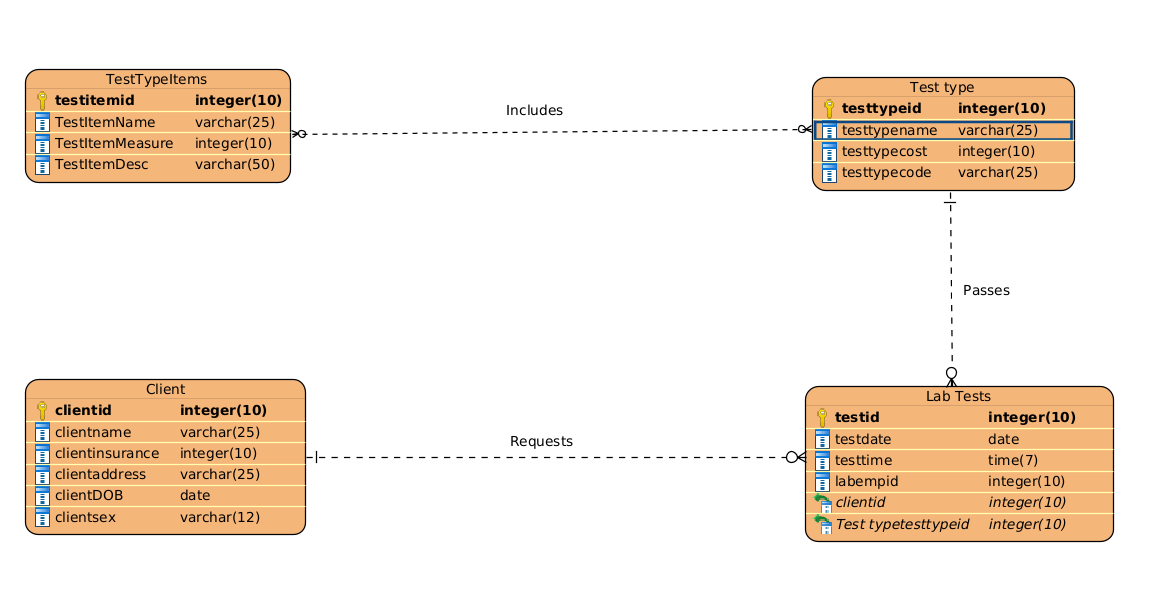 TestTypeItems
testitemid integer(10)
TestItemName varchar(25)
TestItemMeasure integer(10)
TestItemDesc varchar(50)
Includes
Test type
testtypeid integer(10)
testtypename varchar(25)
testtypecost integer(10)
testtypecode varchar(25)
Passes
Client
clientid integer(10)
clientname varchar(25)
clientinsurance integer(10)
clientaddress varchar(25)
clientDOB date
clientsex varchar(12)
Requests
Lab Tests
testid integer(10)
testdate date
testtime time(7)
labempid integer(10)
clientid integer(10)
Test typetesttypeid integer(10)